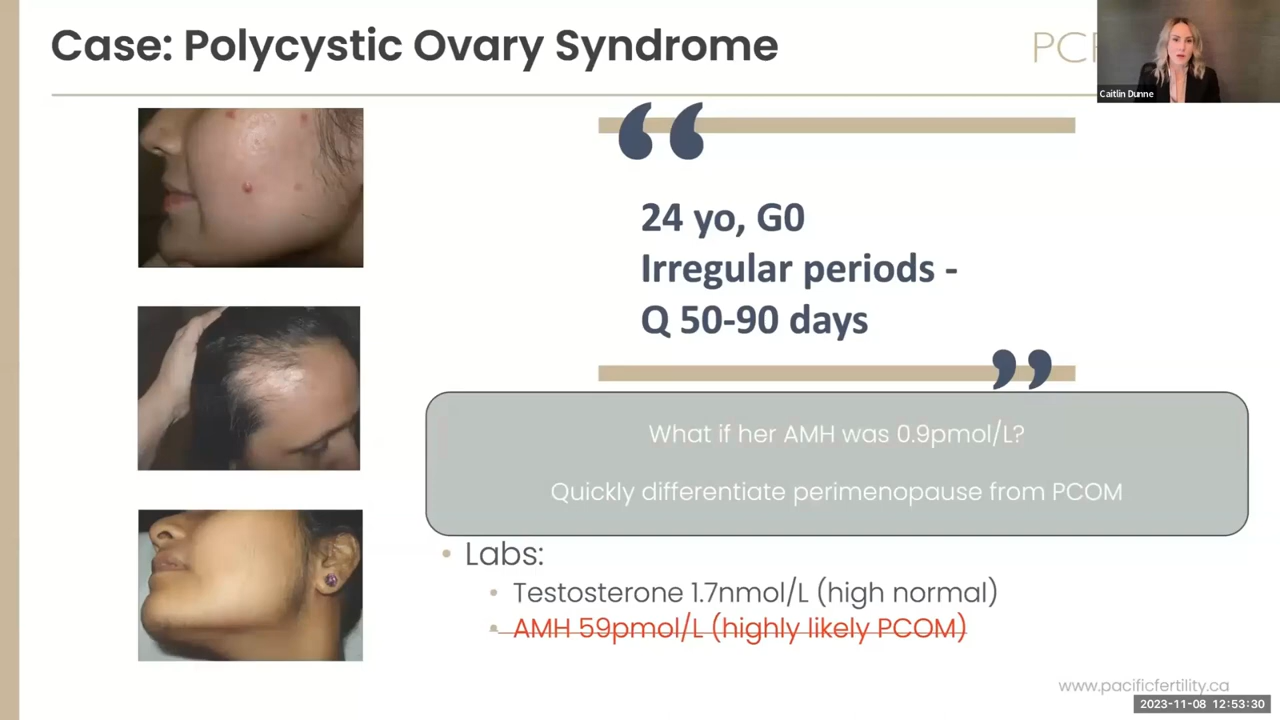 Case: Polycystic Ovary Syndrome
Caitlin Dunne
“
24 yo, G0
Irregular periods -
Q 50-90 days
”
What if her AMH was 0.9pmol/L?
Quickly differentiate perimenopause from PCOM
• Labs:
• Testosterone 1.7nmol/L (high normal)
• AMH 59pmol/L (highly likely PCOM)
www.pacificfertility.ca
2023-11-08 12:53:30